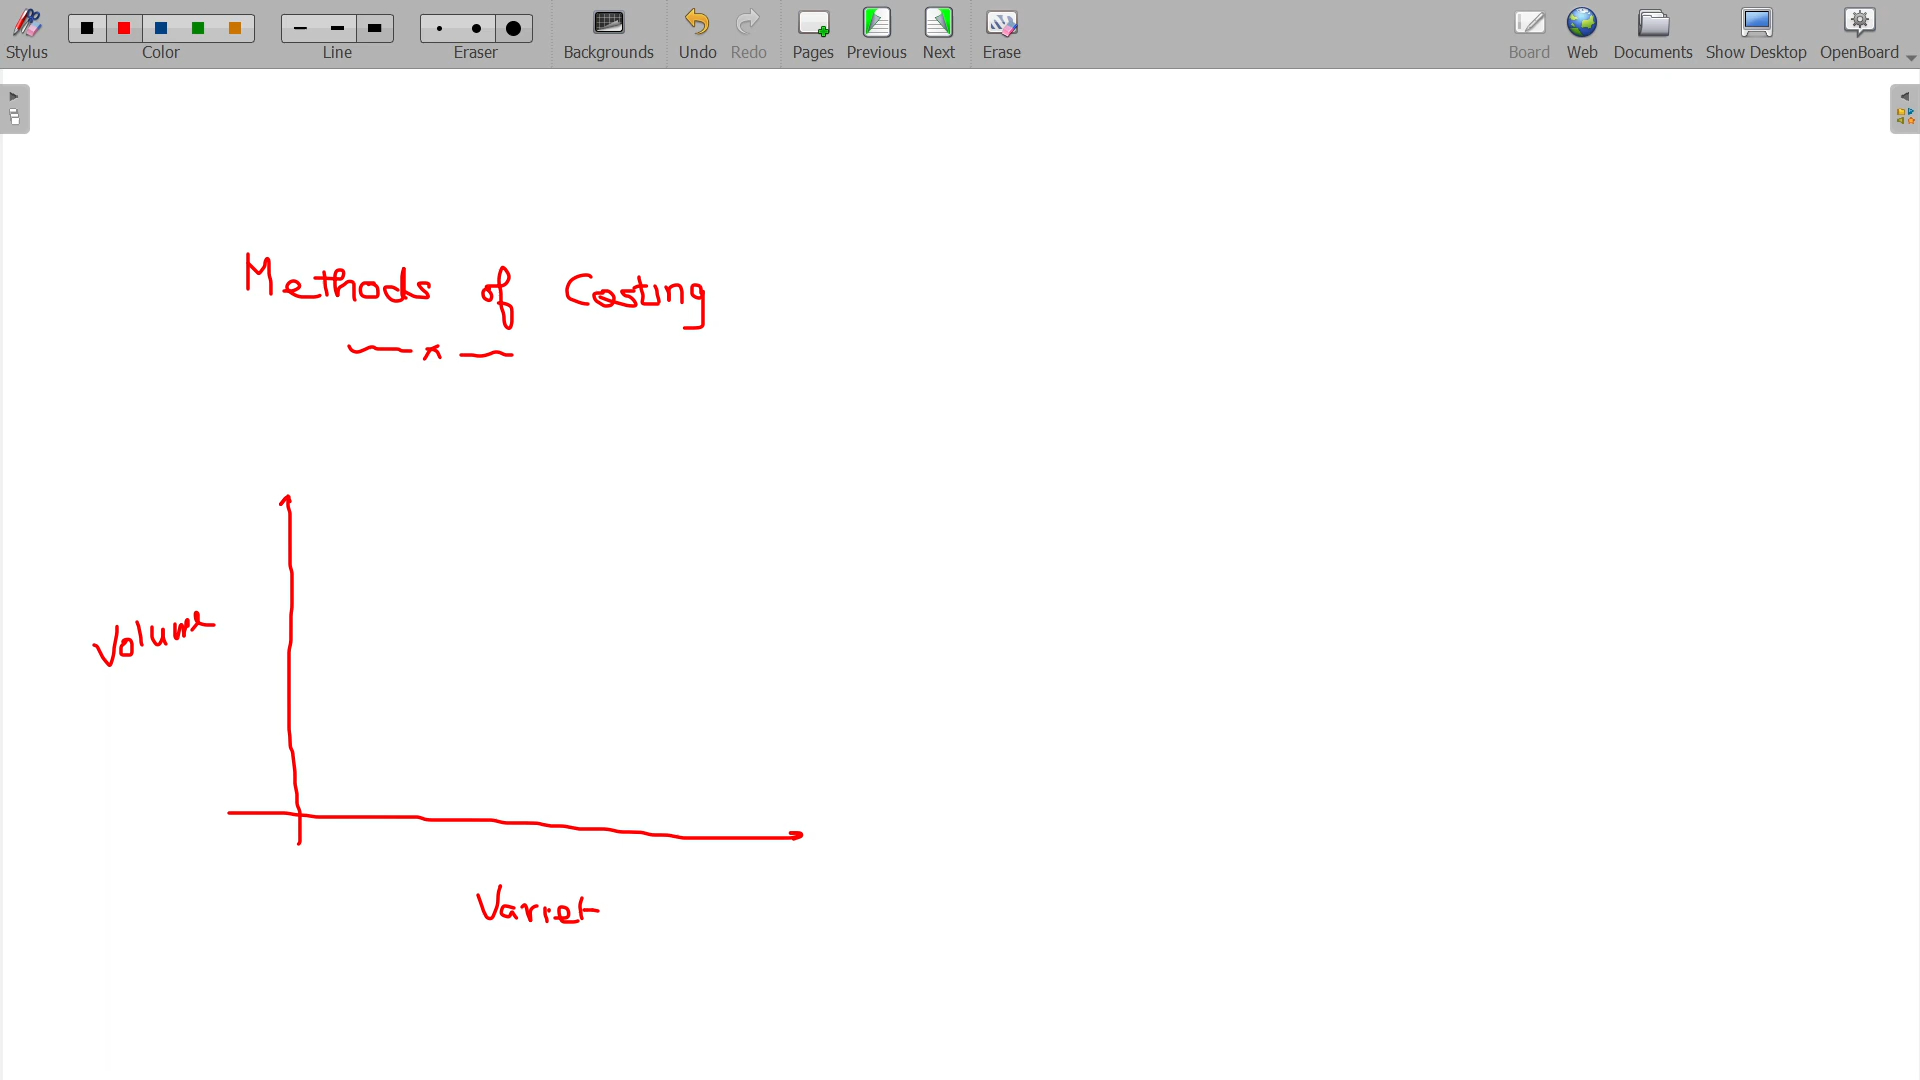 Stylus Color Line Eraser Backgrounds Undo Redo Pages Previous Next Erase Board Web Documents Show Desktop OpenBoard
Methods of Costing
Volume
Variet